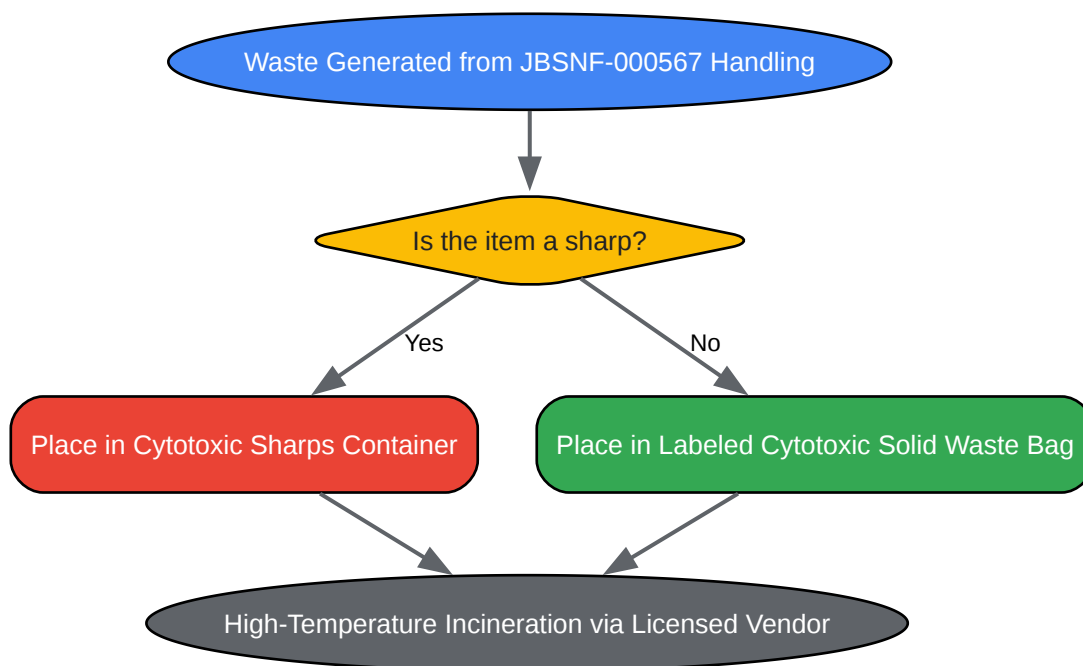 Waste Generated from JBSNF-000567 Handling
Is the item a sharp?
Yes
No
Place in Cytotoxic Sharps Container
Place in Labeled Cytotoxic Solid Waste Bag
High-Temperature Incineration via Licensed Vendor